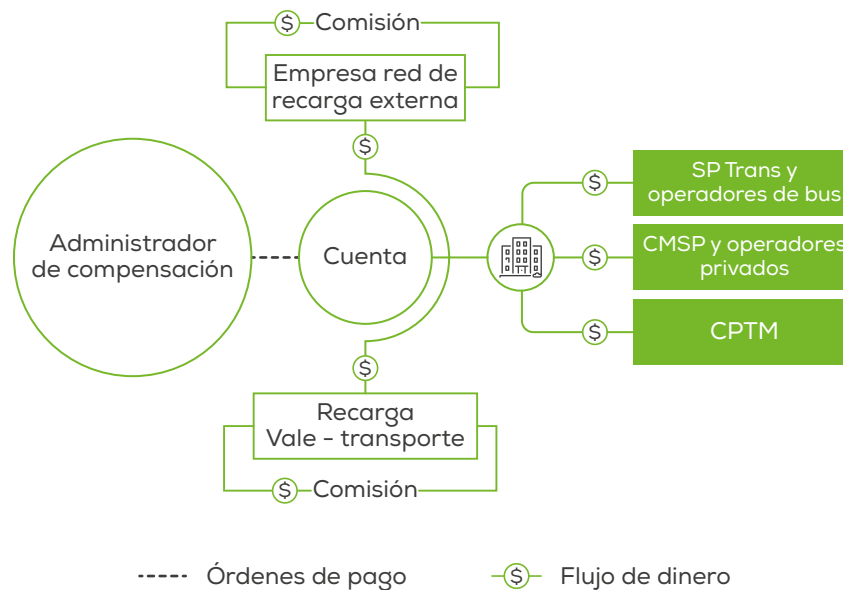 $ Comisión
Empresa red de
recarga externa
$
$
SP Trans y
operadores de bus
Administrador
de compensación
Cuenta
$
CMSP y operadores
privados
$
CPTM
$
Recarga
Vale - transporte
$ Comisión
Órdenes de pago
$ Flujo de dinero